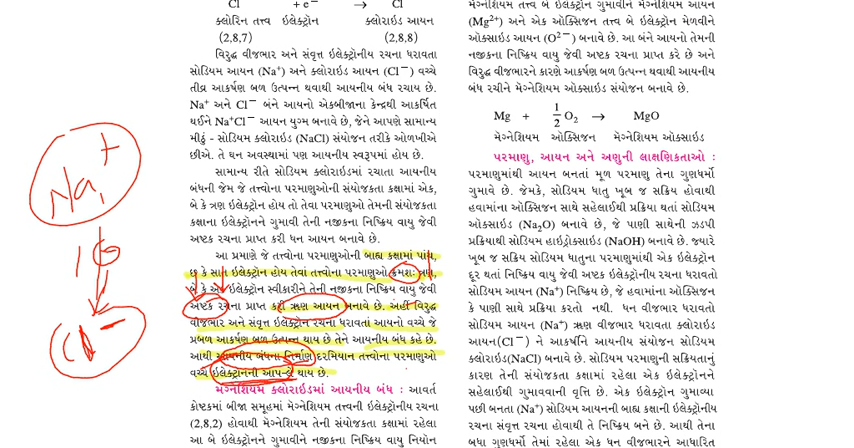 Cl + e⁻ → Cl
ક્લોરિન તત્ત્વ ઇલેક્ટ્રોન ક્લોરાઇડ આયન
(2,8,7) (2,8,8)
વિરુદ્ધ વીજભાર અને સંવૃત્ત ઇલેક્ટ્રોનીય રચના ધરાવતા
સોડિયમ આયન (Na⁺) અને ક્લોરાઇડ આયન (Cl⁻) વચ્ચે
તીવ્ર આકર્ષણ બળ ઉત્પન્ન થવાથી આયનીય બંધ રચાય છે.
Na⁺ અને Cl⁻ બંને આયનો એકબીજાના કેન્દ્રથી આકર્ષિત
થઈને Na⁺Cl⁻ આયન યુગ્મ બનાવે છે, જેને આપણે સામાન્ય
મીઠું - સોડિયમ ક્લોરાઇડ (NaCl) સંયોજન તરીકે ઓળખીએ
છીએ. તે ઘન અવસ્થામાં પણ આયનીય સ્વરૂપમાં હોય છે.
સામાન્ય રીતે સોડિયમ ક્લોરાઇડમાં રચાતા આયનીય
બંધની જેમ જે તત્ત્વોના પરમાણુઓની સંયોજકતા કક્ષામાં એક,
બે કે ત્રણ ઇલેક્ટ્રોન હોય તો તેવા પરમાણુઓ તેમની સંયોજકતા
કક્ષાના ઇલેક્ટ્રોનને ગુમાવી તેની નજીકના નિષ્ક્રિય વાયુ જેવી
અષ્ટક રચના પ્રાપ્ત કરી ધન આયન બનાવે છે.
આ પ્રમાણે જે તત્ત્વોના પરમાણુની બાહ્ય કક્ષામાં પાંચ,
છ કે સાત ઇલેક્ટ્રોન હોય તેવાં તત્ત્વોના પરમાણુઓ ક્રમશઃ ત્રણ,
બે કે એક ઇલેક્ટ્રોન સ્વીકારીને તેની નજીકના નિષ્ક્રિય વાયુ જેવી
અષ્ટક રચના પ્રાપ્ત કરી ઋણ આયન બનાવે છે. અહીં વિરુદ્ધ
વીજભાર અને સંવૃત્ત ઇલેક્ટ્રોન રચના ધરાવતાં આયનો વચ્ચે જે
પ્રબળ આકર્ષણ બળ ઉત્પન્ન થાય છે તેને આયનીય બંધ કહે છે.
આથી આયનીય બંધના નિર્માણ દરમિયાન તત્ત્વોના પરમાણુઓ
વચ્ચે ઇલેક્ટ્રોનની આપ-લે થાય છે.
મૅગ્નેશિયમ ક્લોરાઇડમાં આયનીય બંધ : આવર્ત
કોષ્ટકમાં બીજા સમૂહમાં મૅગ્નેશિયમ તત્ત્વની ઇલેક્ટ્રોનીય રચના
(2,8,2) હોવાથી મૅગ્નેશિયમ તેની સંયોજકતા કક્ષામાં રહેલા
આ બે ઇલેક્ટ્રોનને ગુમાવીને નજીકના નિષ્ક્રિય વાયુ નિયોન
Na⁺
Cl⁻
મૅગ્નેશિયમ તત્ત્વ બે ઇલેક્ટ્રોન ગુમાવીને મૅગ્નેશિયમ આયન
(Mg²⁺) અને એક ઑક્સિજન તત્ત્વ બે ઇલેક્ટ્રોન મેળવીને
ઑક્સાઇડ આયન (O²⁻) બનાવે છે. આ બંને આયનો તેમની
નજીકના નિષ્ક્રિય વાયુ જેવી અષ્ટક રચના પ્રાપ્ત કરે છે અને
વિરુદ્ધ વીજભારને કારણે આકર્ષણ બળ ઉત્પન્ન થવાથી આયનીય
બંધ રચીને મૅગ્નેશિયમ ઑક્સાઇડ સંયોજન બનાવે છે.
Mg + 1/2 O₂ → MgO
મૅગ્નેશિયમ ઑક્સિજન મૅગ્નેશિયમ ઑક્સાઇડ
પરમાણુ, આયન અને અણુની લાક્ષણિકતાઓ :
પરમાણુમાંથી આયન બનતાં મૂળ પરમાણુ તેના ગુણધર્મો
ગુમાવે છે. જેમકે, સોડિયમ ધાતુ ખૂબ જ સક્રિય હોવાથી
હવામાંના ઑક્સિજન સાથે સહેલાઈથી પ્રક્રિયા થતાં સોડિયમ
ઑક્સાઇડ (Na₂O) બનાવે છે, જે પાણી સાથેની ઝડપી
પ્રક્રિયાથી સોડિયમ હાઇડ્રૉક્સાઇડ (NaOH) બનાવે છે. જ્યારે
ખૂબ જ સક્રિય સોડિયમ ધાતુના પરમાણુમાંથી એક ઇલેક્ટ્રોન
દૂર થતાં નિષ્ક્રિય વાયુ જેવી અષ્ટ ઇલેક્ટ્રોનીય રચના ધરાવતો
સોડિયમ આયન (Na⁺) નિષ્ક્રિય છે, જે હવામાંના ઑક્સિજન
કે પાણી સાથે પ્રક્રિયા કરતો નથી. ધન વીજભાર ધરાવતો
સોડિયમ આયન (Na⁺) ઋણ વીજભાર ધરાવતા ક્લોરાઇડ
આયન(Cl⁻) ને આકર્ષીને આયનીય સંયોજન સોડિયમ
ક્લોરાઇડ(NaCl) બનાવે છે. સોડિયમ પરમાણુની સક્રિયતાનું
કારણ તેની સંયોજકતા કક્ષામાં રહેલા એક ઇલેક્ટ્રોનને
સહેલાઈથી ગુમાવવાની વૃત્તિ છે. એક ઇલેક્ટ્રોન ગુમાવ્યા
પછી બનતા (Na⁺) સોડિયમ આયનની બાહ્ય કક્ષાની ઇલેક્ટ્રોનીય
રચના સંવૃત્ત થવાથી તે સ્થાયી અને નિષ્ક્રિય બને છે. આથી તેના
બધા ગુણધર્મો તેમાં રહેલા એક ધન વીજભારને આધારિત